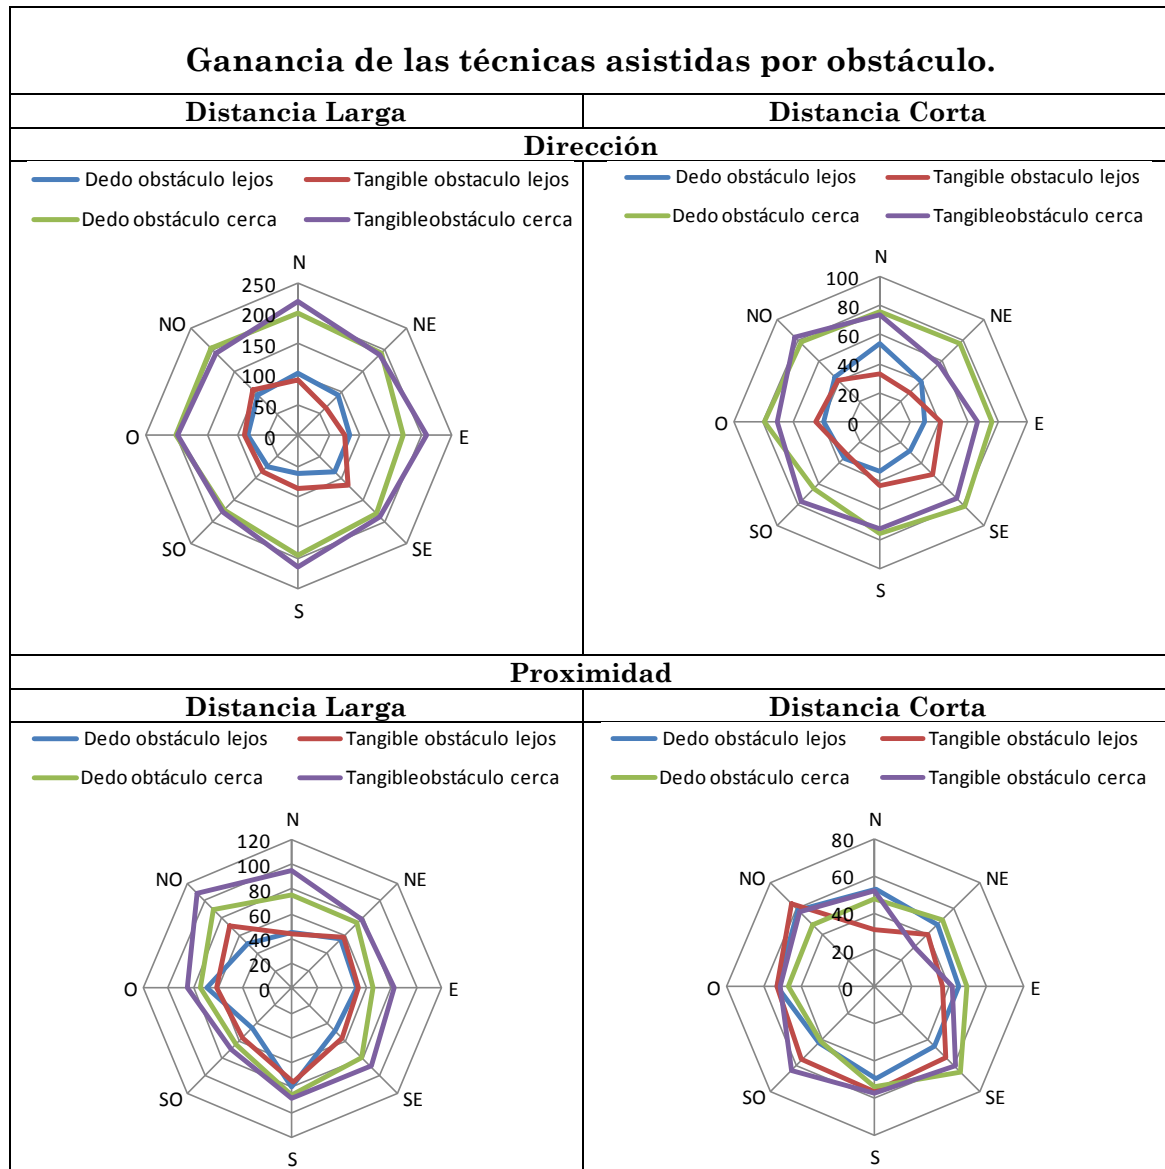 Ganancia de las técnicas asistidas por obstáculo.
Distancia Larga
Distancia Corta
Dirección
Dedo obstáculo lejos
Tangible obstaculo lejos
Dedo obstáculo cerca
Tangibleobstáculo cerca
N
250
200
150
100
50
0
NO
NE
O
E
SO
SE
S
Dedo obstáculo lejos
Tangible obstaculo lejos
Dedo obstáculo cerca
Tangible obstáculo cerca
N
100
80
60
40
20
0
NO
NE
O
E
SO
SE
S
Proximidad
Distancia Larga
Distancia Corta
Dedo obstáculo lejos
Tangible obstáculo lejos
Dedo obtáculo cerca
Tangibleobstáculo cerca
N
120
100
80
60
40
20
0
NO
NE
O
E
SO
SE
S
Dedo obstáculo lejos
Tangible obstáculo lejos
Dedo obstáculo cerca
Tangible obstáculo cerca
N
80
60
40
20
0
NO
NE
O
E
SO
SE
S